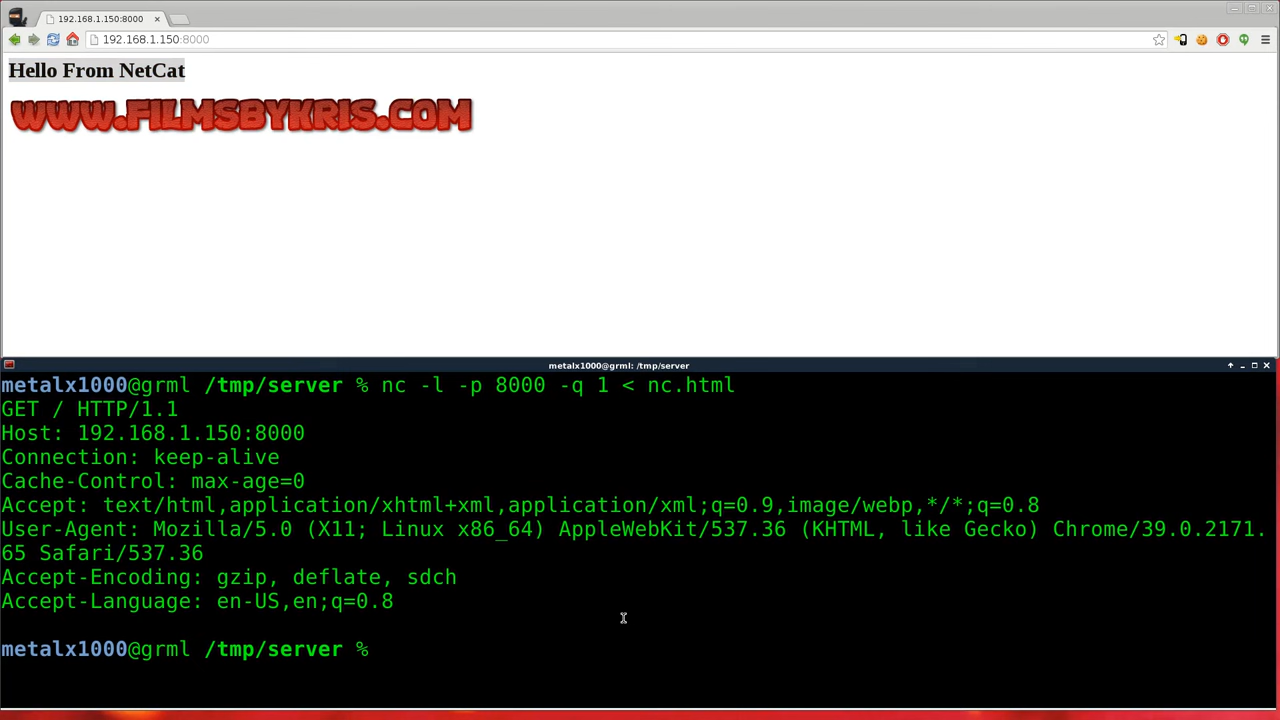 192.168.1.150:8000
192.168.1.150:8000
Hello From NetCat
WWW.FILMSBYKRIS.COM
metalx1000@grml: /tmp/server
metalx1000@grml /tmp/server % nc -l -p 8000 -q 1 < nc.html
GET / HTTP/1.1
Host: 192.168.1.150:8000
Connection: keep-alive
Cache-Control: max-age=0
Accept: text/html,application/xhtml+xml,application/xml;q=0.9,image/webp,*/*;q=0.8
User-Agent: Mozilla/5.0 (X11; Linux x86_64) AppleWebKit/537.36 (KHTML, like Gecko) Chrome/39.0.2171.
65 Safari/537.36
Accept-Encoding: gzip, deflate, sdch
Accept-Language: en-US,en;q=0.8
metalx1000@grml /tmp/server %